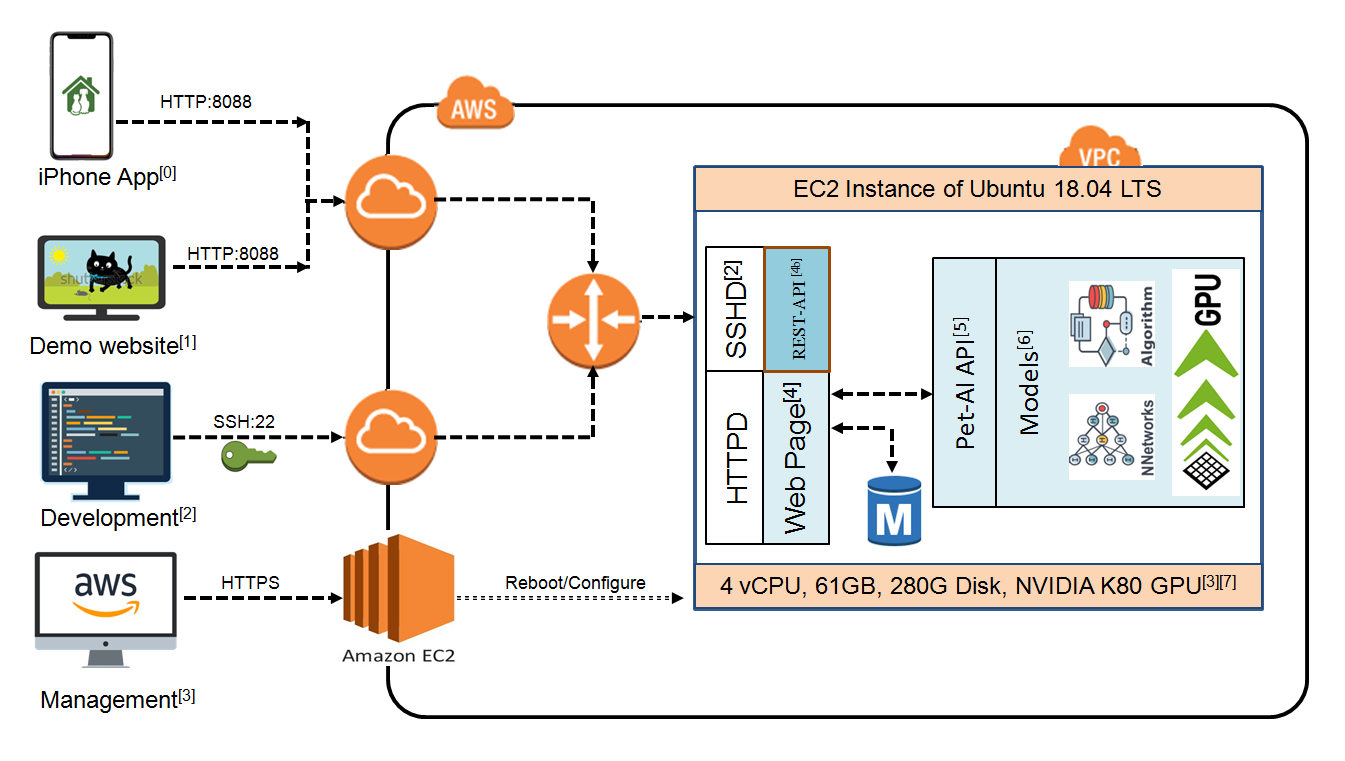 HTTP:8088
iPhone App[0]
HTTP:8088
shutterstock
Demo website[1]
SSH:22
Development[2]
aws
HTTPS
Management[3]
AWS
Amazon EC2
Reboot/Configure
VPC
EC2 Instance of Ubuntu 18.04 LTS
SSHD[2]
REST-API [4b]
HTTPD
Web Page[4]
M
Pet-AI API[5]
Models[6]
Algorithm
NNetworks
GPU
4 vCPU, 61GB, 280G Disk, NVIDIA K80 GPU[3][7]